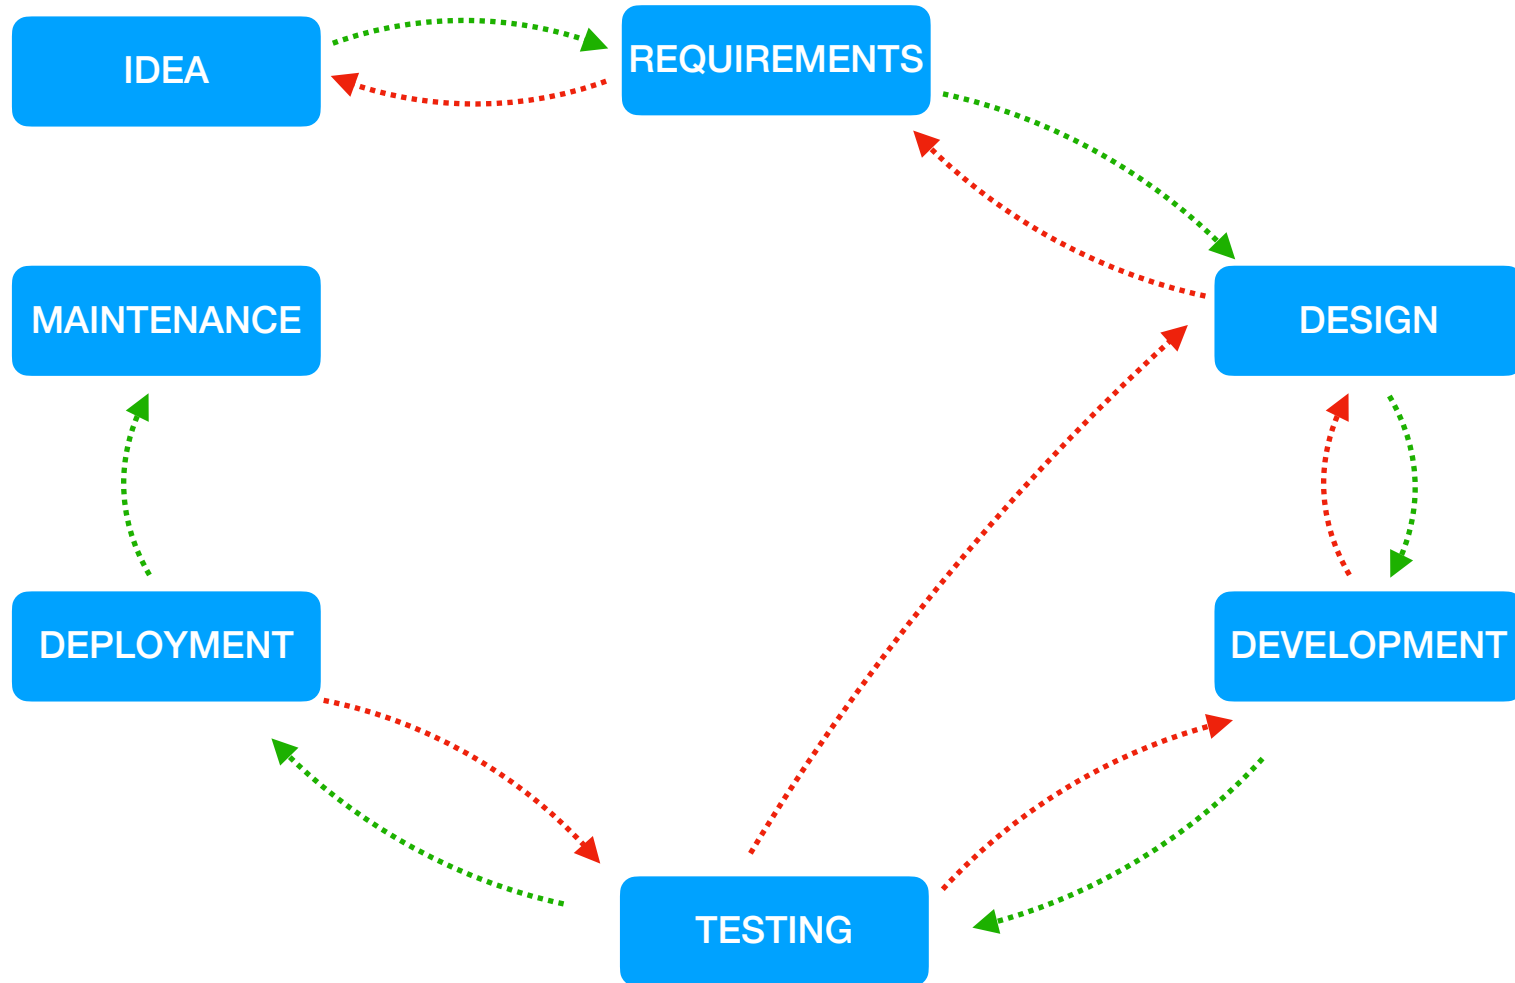 IDEA
REQUIREMENTS
MAINTENANCE
DESIGN
DEPLOYMENT
DEVELOPMENT
TESTING